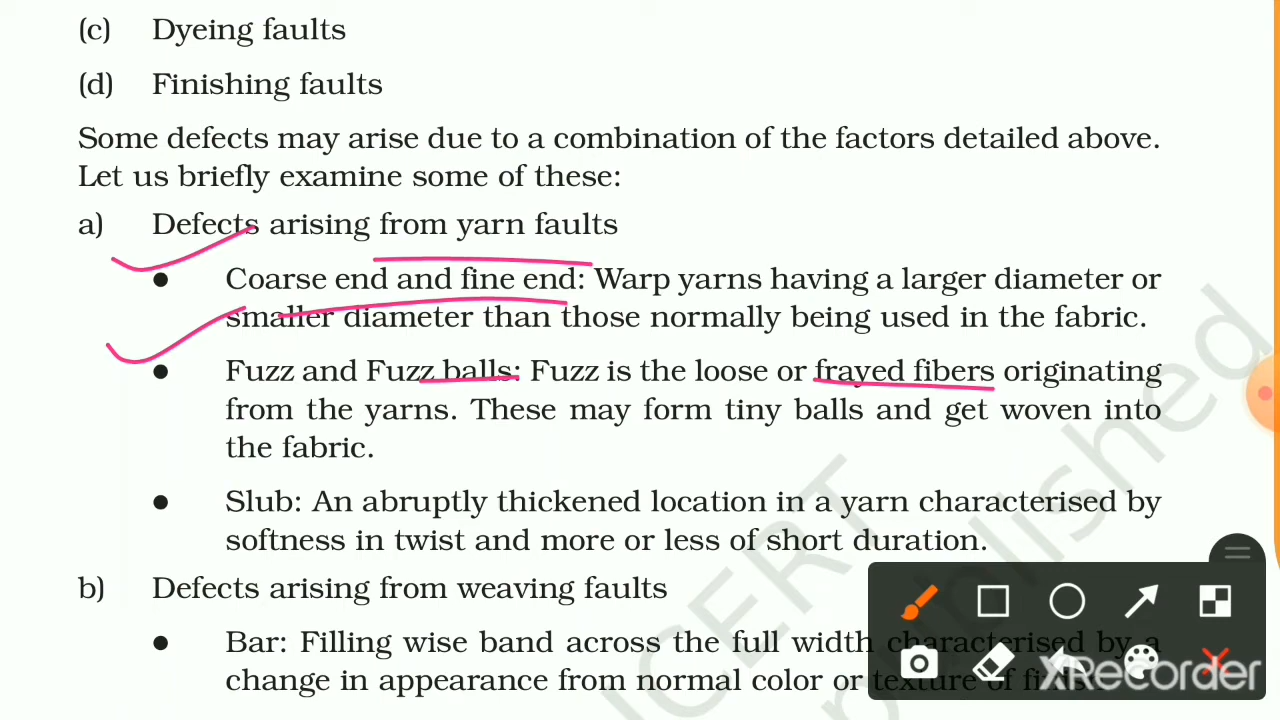 (c) Dyeing faults
(d) Finishing faults
Some defects may arise due to a combination of the factors detailed above.
Let us briefly examine some of these:
a) Defects arising from yarn faults
● Coarse end and fine end: Warp yarns having a larger diameter or
smaller diameter than those normally being used in the fabric.
● Fuzz and Fuzz balls: Fuzz is the loose or frayed fibers originating
from the yarns. These may form tiny balls and get woven into
the fabric.
● Slub: An abruptly thickened location in a yarn characterised by
softness in twist and more or less of short duration.
b) Defects arising from weaving faults
● Bar: Filling wise band across the full width characterised by a
change in appearance from normal color or texture of
NCERT
published
XRecorder